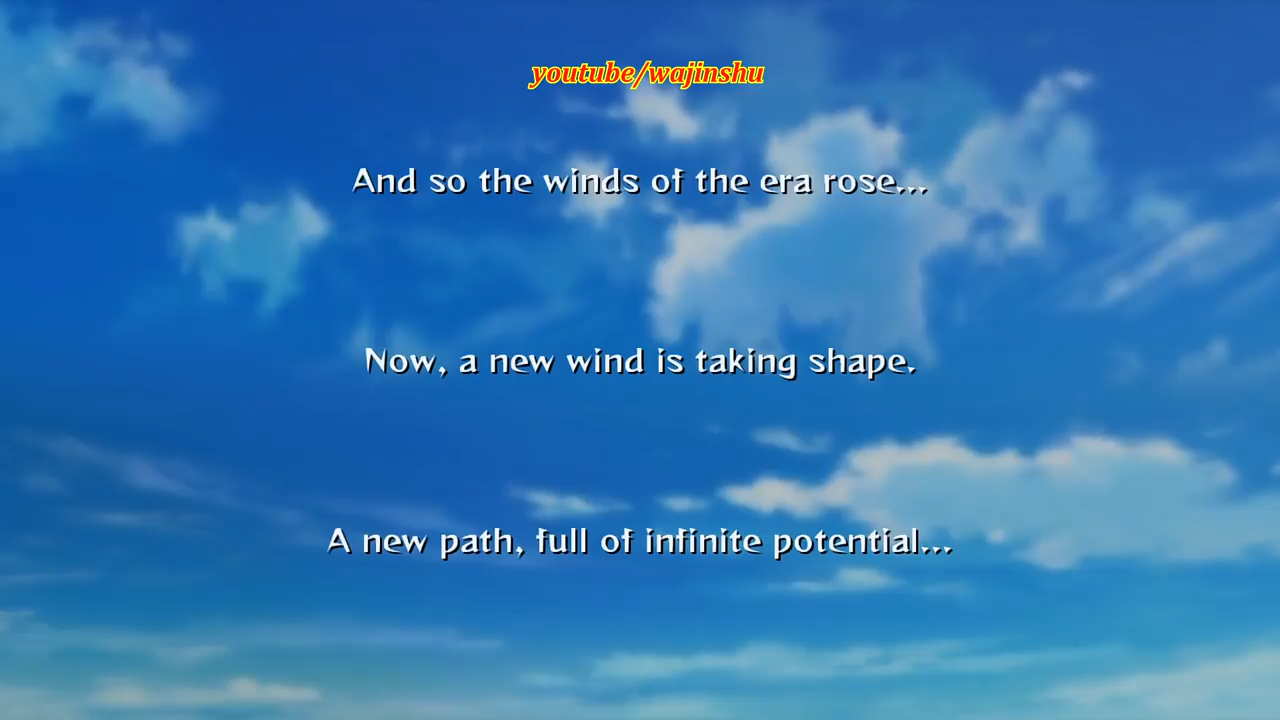 youtube/wajinshu
And so the winds of the era rose...
Now, a new wind is taking shape.
A new path, full of infinite potential...